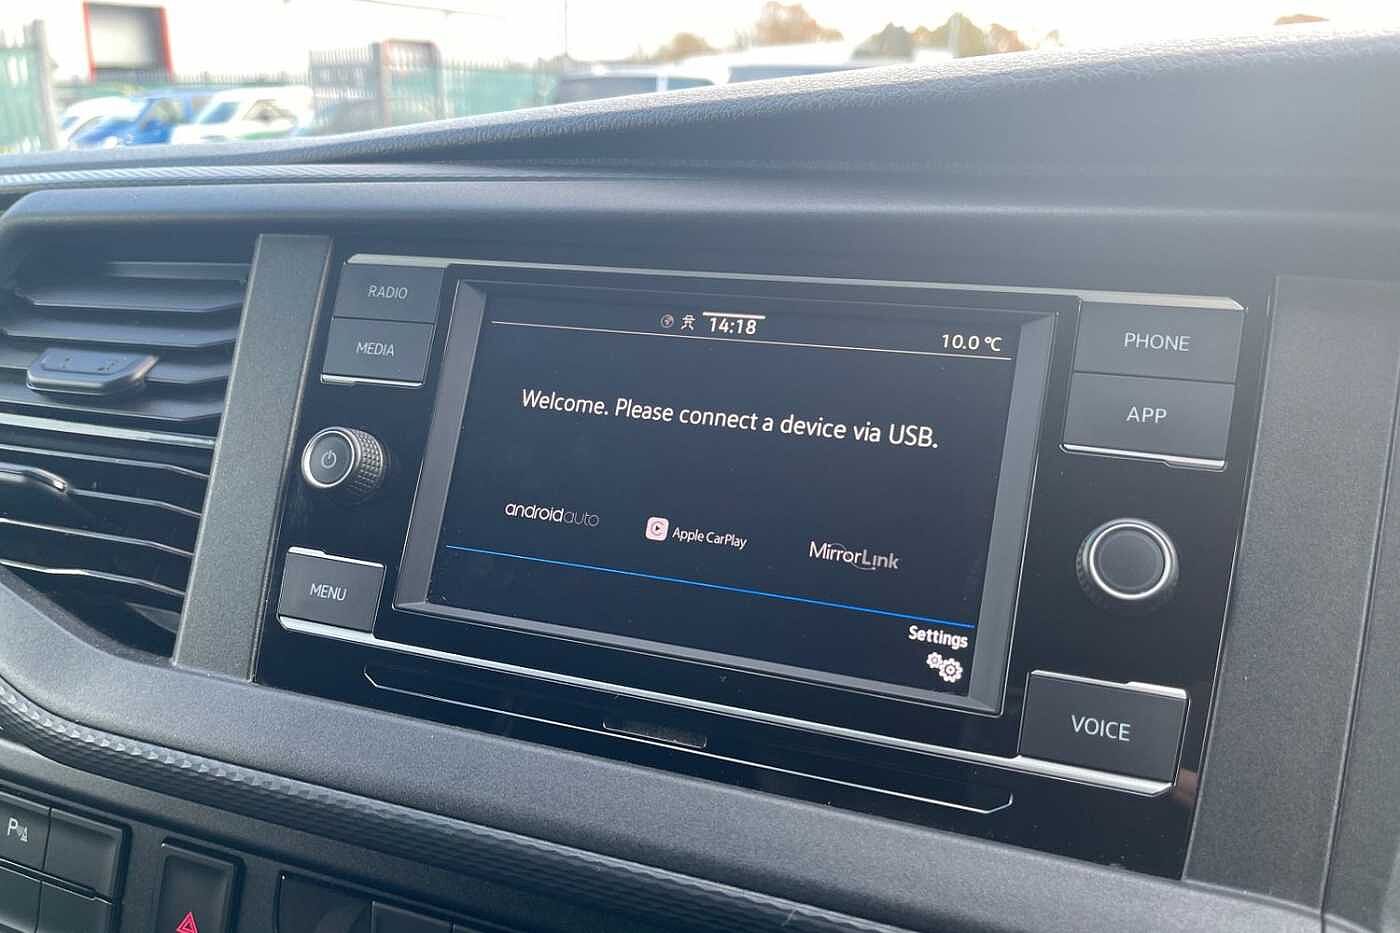 RADIO
MEDIA
MENU
14:18
10.0 °C
Welcome. Please connect a device via USB.
androidauto
Apple CarPlay
MirrorLink
Settings
PHONE
APP
VOICE
P